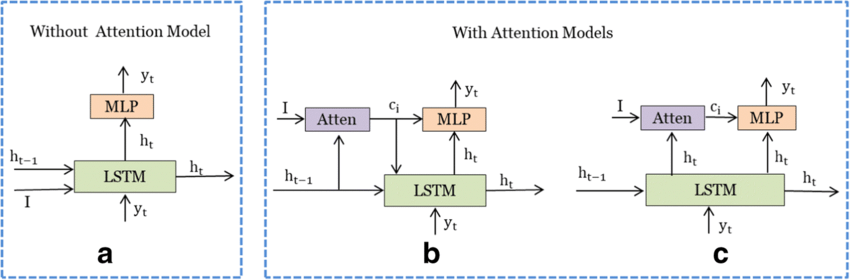 Without Attention Model
y_t
MLP
h_t
h_{t−1}
LSTM
h_t
I
y_t
a
With Attention Models
y_t
I
Atten
c_i
MLP
h_t
h_{t−1}
LSTM
h_t
y_t
b
y_t
I
Atten
c_i
MLP
h_t
h_t
h_{t−1}
LSTM
h_t
y_t
c